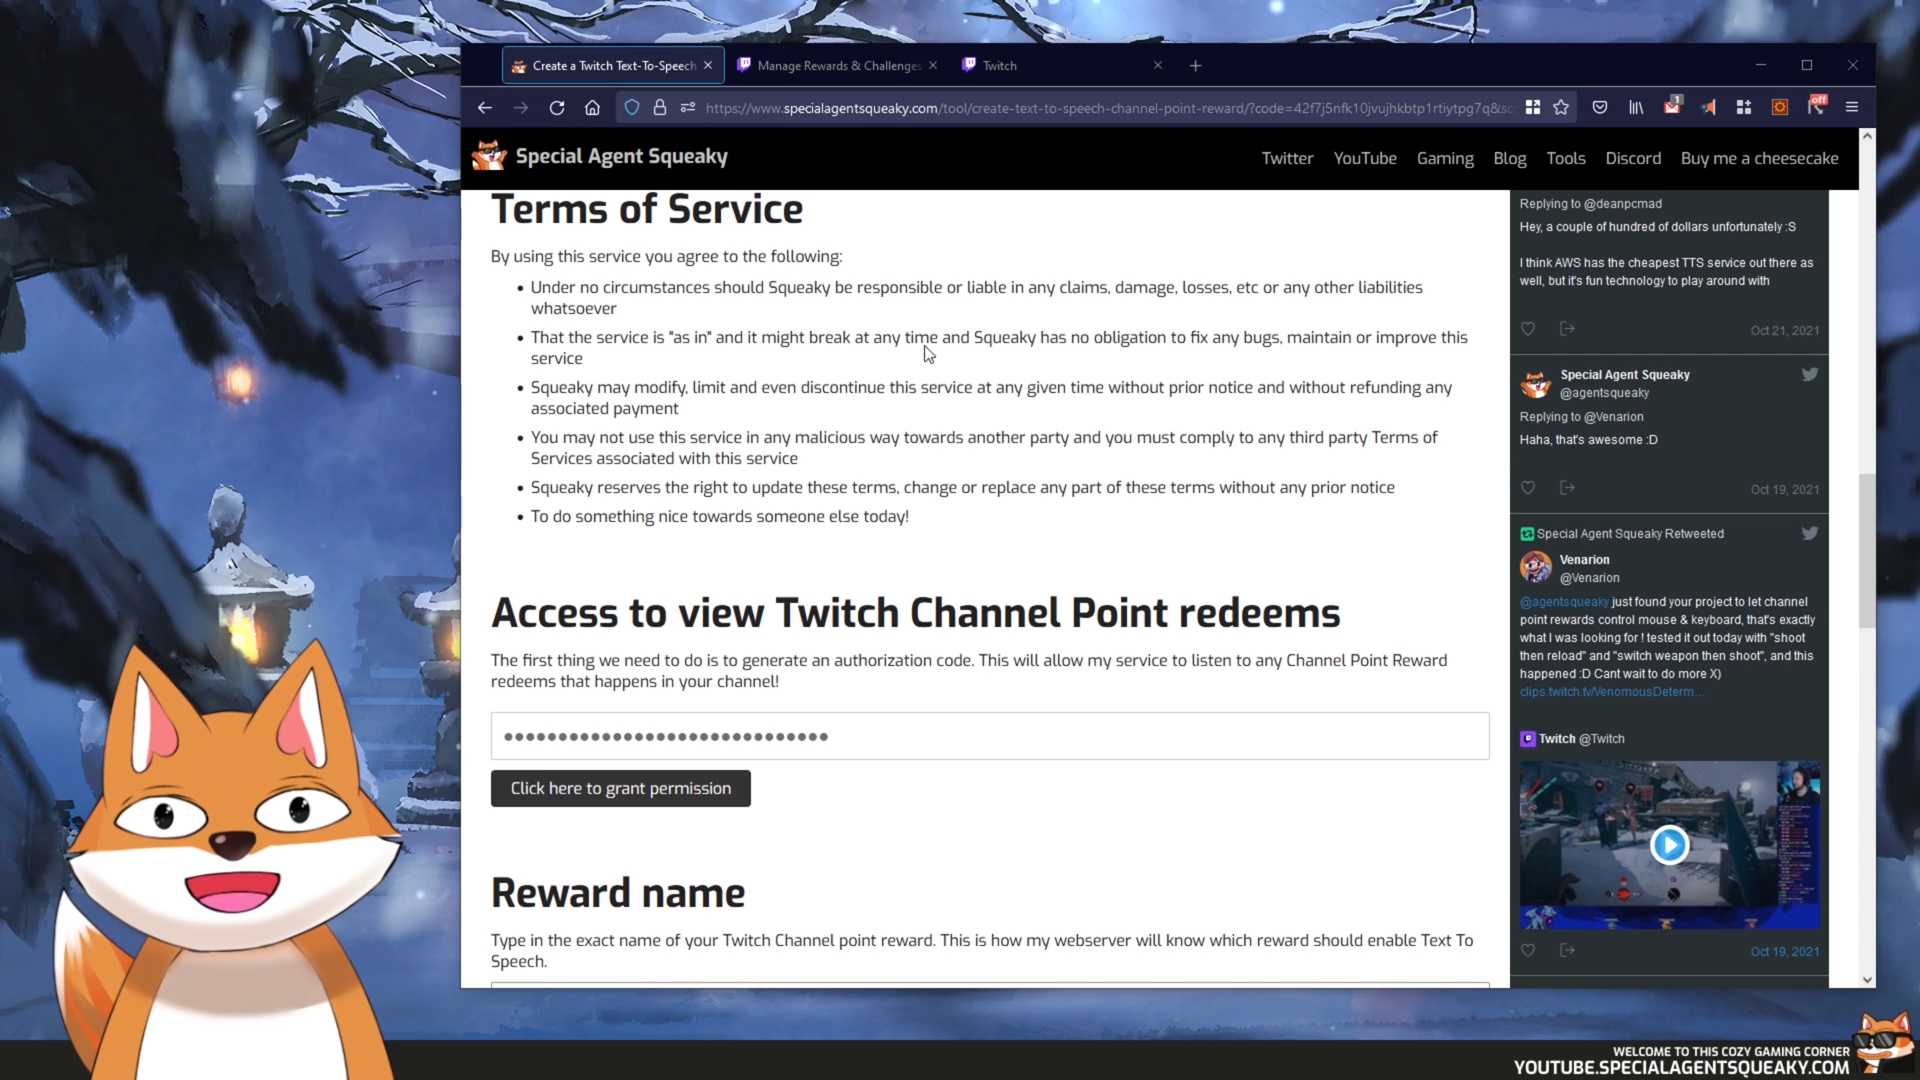 Create a Twitch Text-To-Speech
Manage Rewards & Challenges
Twitch
https://www.specialagentsqueaky.com/tool/create-text-to-speech-channel-point-reward/?code=42f7j5nfk10jvujhkbtp1rtiytpg7q&sc
1
off
Special Agent Squeaky
Twitter
YouTube
Gaming
Blog
Tools
Discord
Buy me a cheesecake
Terms of Service
By using this service you agree to the following:
• Under no circumstances should Squeaky be responsible or liable in any claims, damage, losses, etc or any other liabilities
whatsoever
• That the service is "as in" and it might break at any time and Squeaky has no obligation to fix any bugs, maintain or improve this
service
• Squeaky may modify, limit and even discontinue this service at any given time without prior notice and without refunding any
associated payment
• You may not use this service in any malicious way towards another party and you must comply to any third party Terms of
Services associated with this service
• Squeaky reserves the right to update these terms, change or replace any part of these terms without any prior notice
• To do something nice towards someone else today!
Access to view Twitch Channel Point redeems
The first thing we need to do is to generate an authorization code. This will allow my service to listen to any Channel Point Reward
redeems that happens in your channel!
Click here to grant permission
Reward name
Type in the exact name of your Twitch Channel point reward. This is how my webserver will know which reward should enable Text To
Speech.
Replying to @deanpcmad
Hey, a couple of hundred of dollars unfortunately :S
I think AWS has the cheapest TTS service out there as
well, but it's fun technology to play around with
Oct 21, 2021
Special Agent Squeaky
@agentsqueaky
Replying to @Venarion
Haha, that's awesome :D
Oct 19, 2021
Special Agent Squeaky Retweeted
Venarion
@Venarion
@agentsqueaky just found your project to let channel
point rewards control mouse & keyboard, that's exactly
what I was looking for ! tested it out today with "shoot
then reload" and "switch weapon then shoot", and this
happened :D Cant wait to do more X)
clips.twitch.tv/VenomousDeterm…
Twitch @Twitch
Oct 19, 2021
WELCOME TO THIS COZY GAMING CORNER
YOUTUBE.SPECIALAGENTSQUEAKY.COM